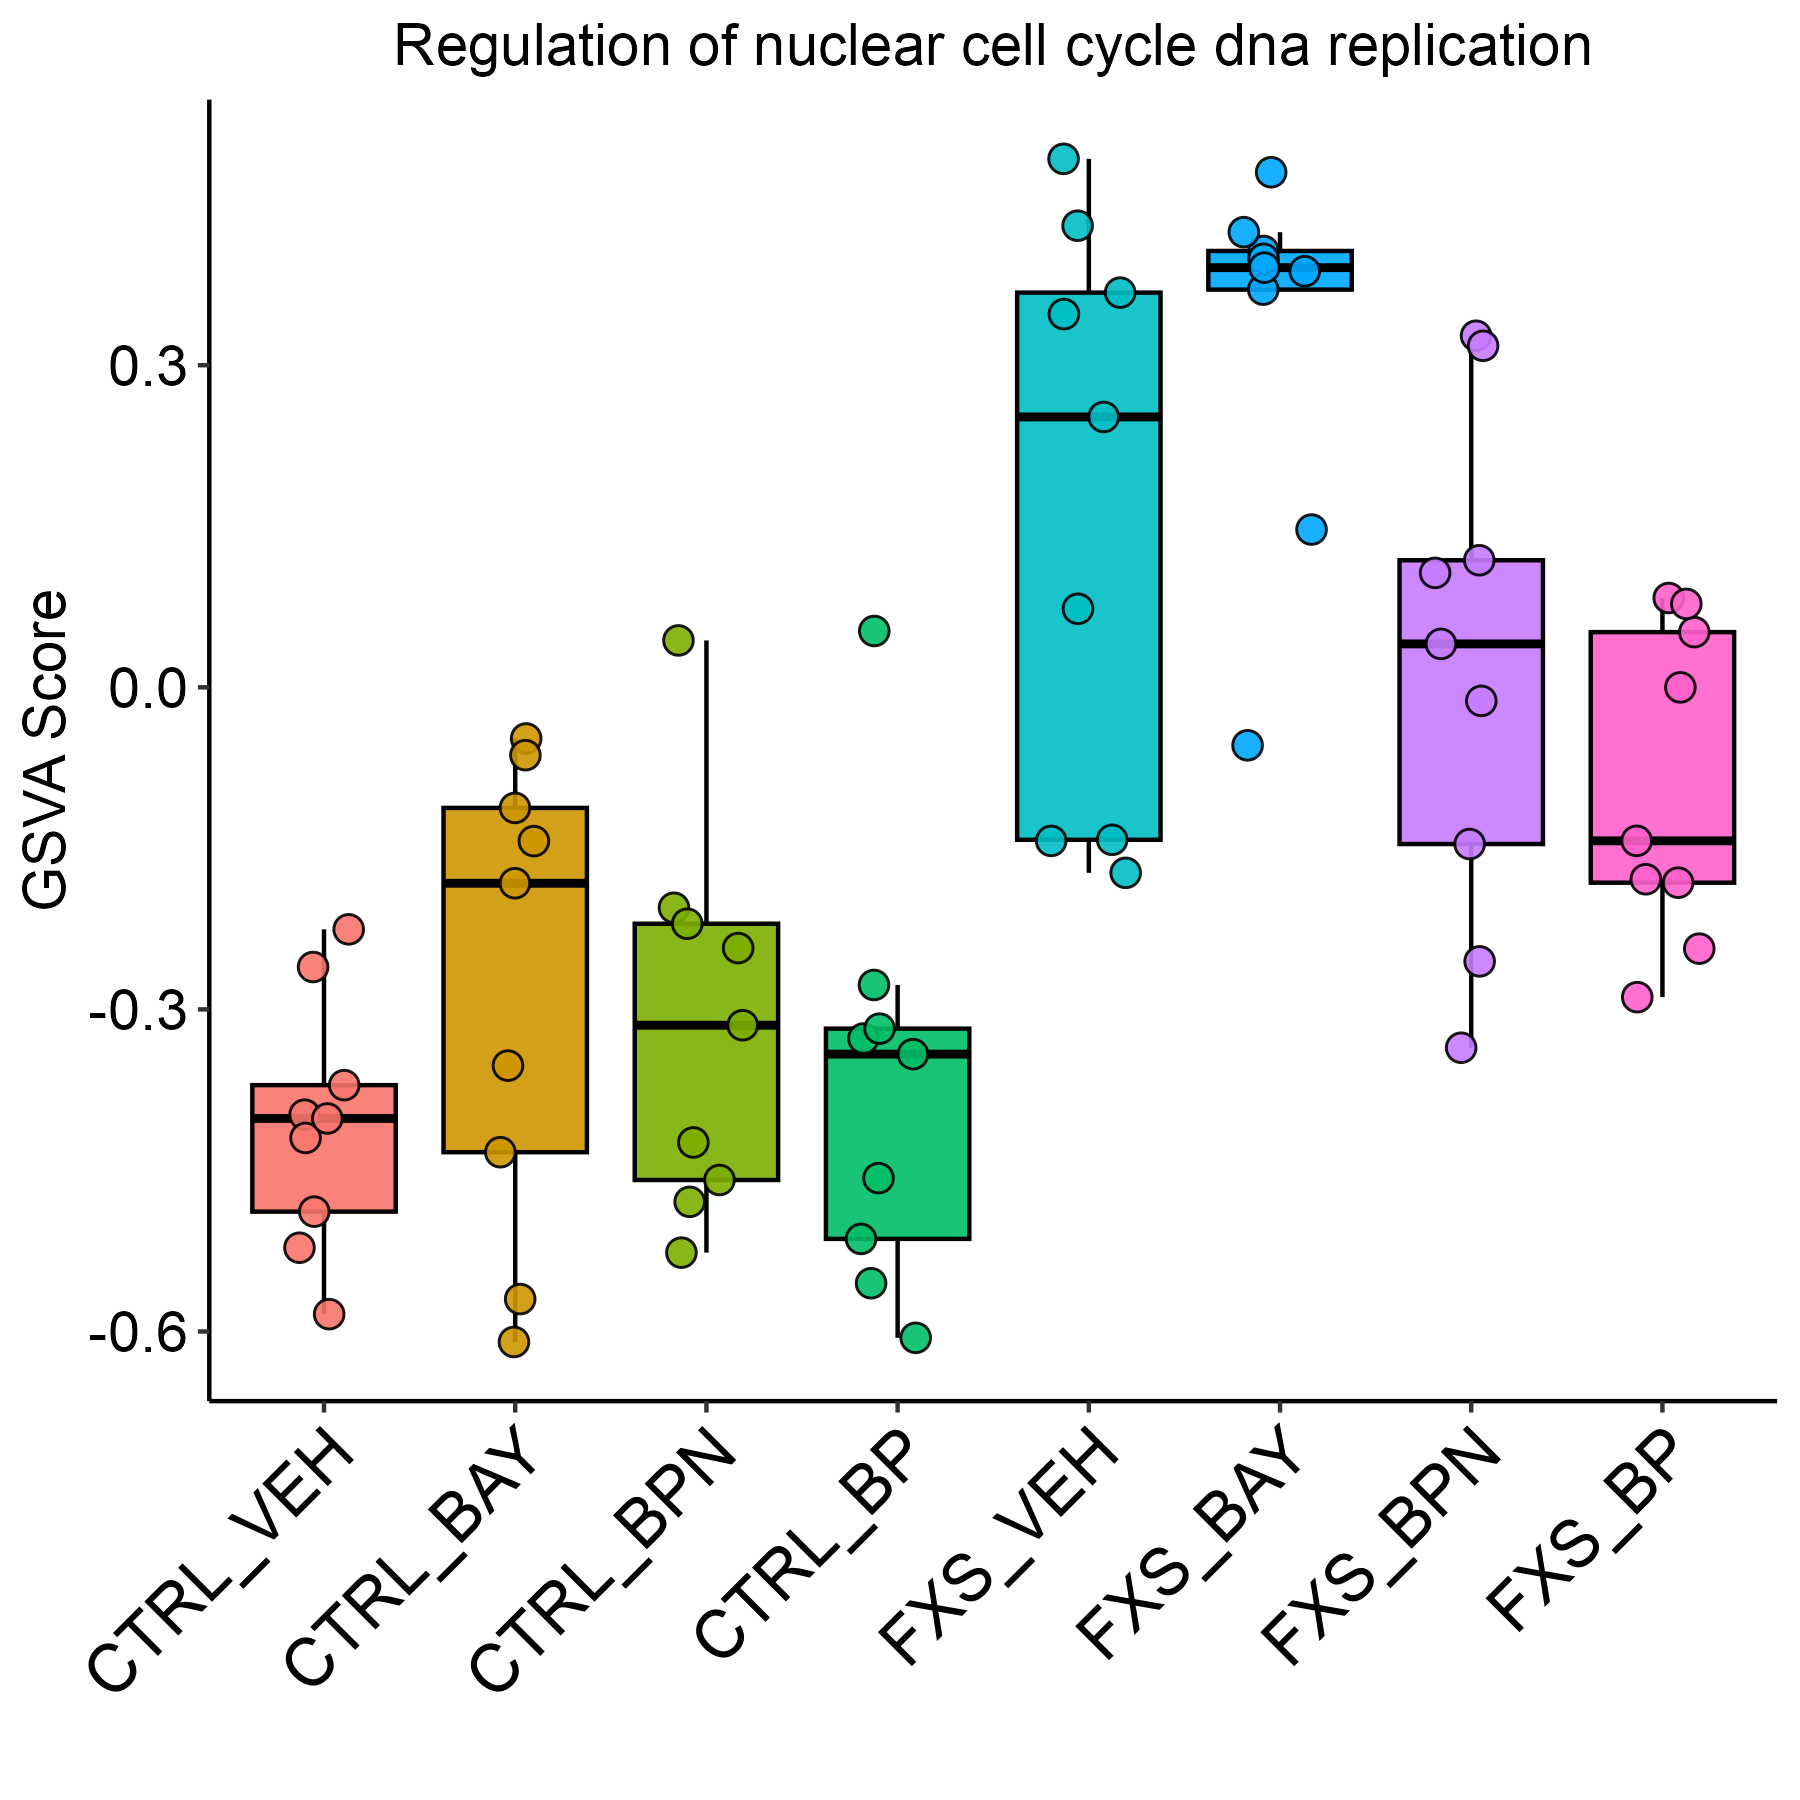 Regulation of nuclear cell cycle dna replication
GSVA Score
0.3
0.0
-0.3
-0.6
CTRL_VEH
CTRL_BAY
CTRL_BPN
CTRL_BP
FXS_VEH
FXS_BAY
FXS_BPN
FXS_BP